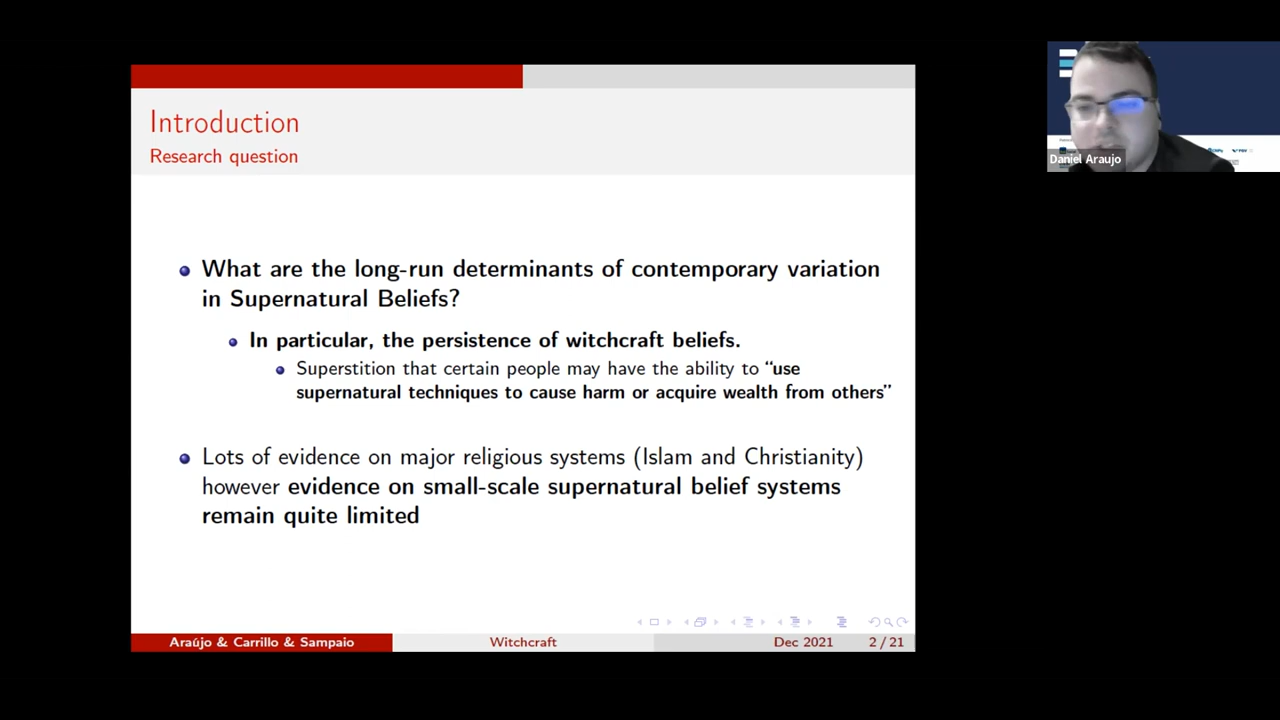 Introduction
Research question
What are the long-run determinants of contemporary variation
in Supernatural Beliefs?
In particular, the persistence of witchcraft beliefs.
Superstition that certain people may have the ability to “use
supernatural techniques to cause harm or acquire wealth from others”
Lots of evidence on major religious systems (Islam and Christianity)
however evidence on small-scale supernatural belief systems
remain quite limited
Araújo & Carrillo & Sampaio
Witchcraft
Dec 2021
2 / 21
Daniel Araujo